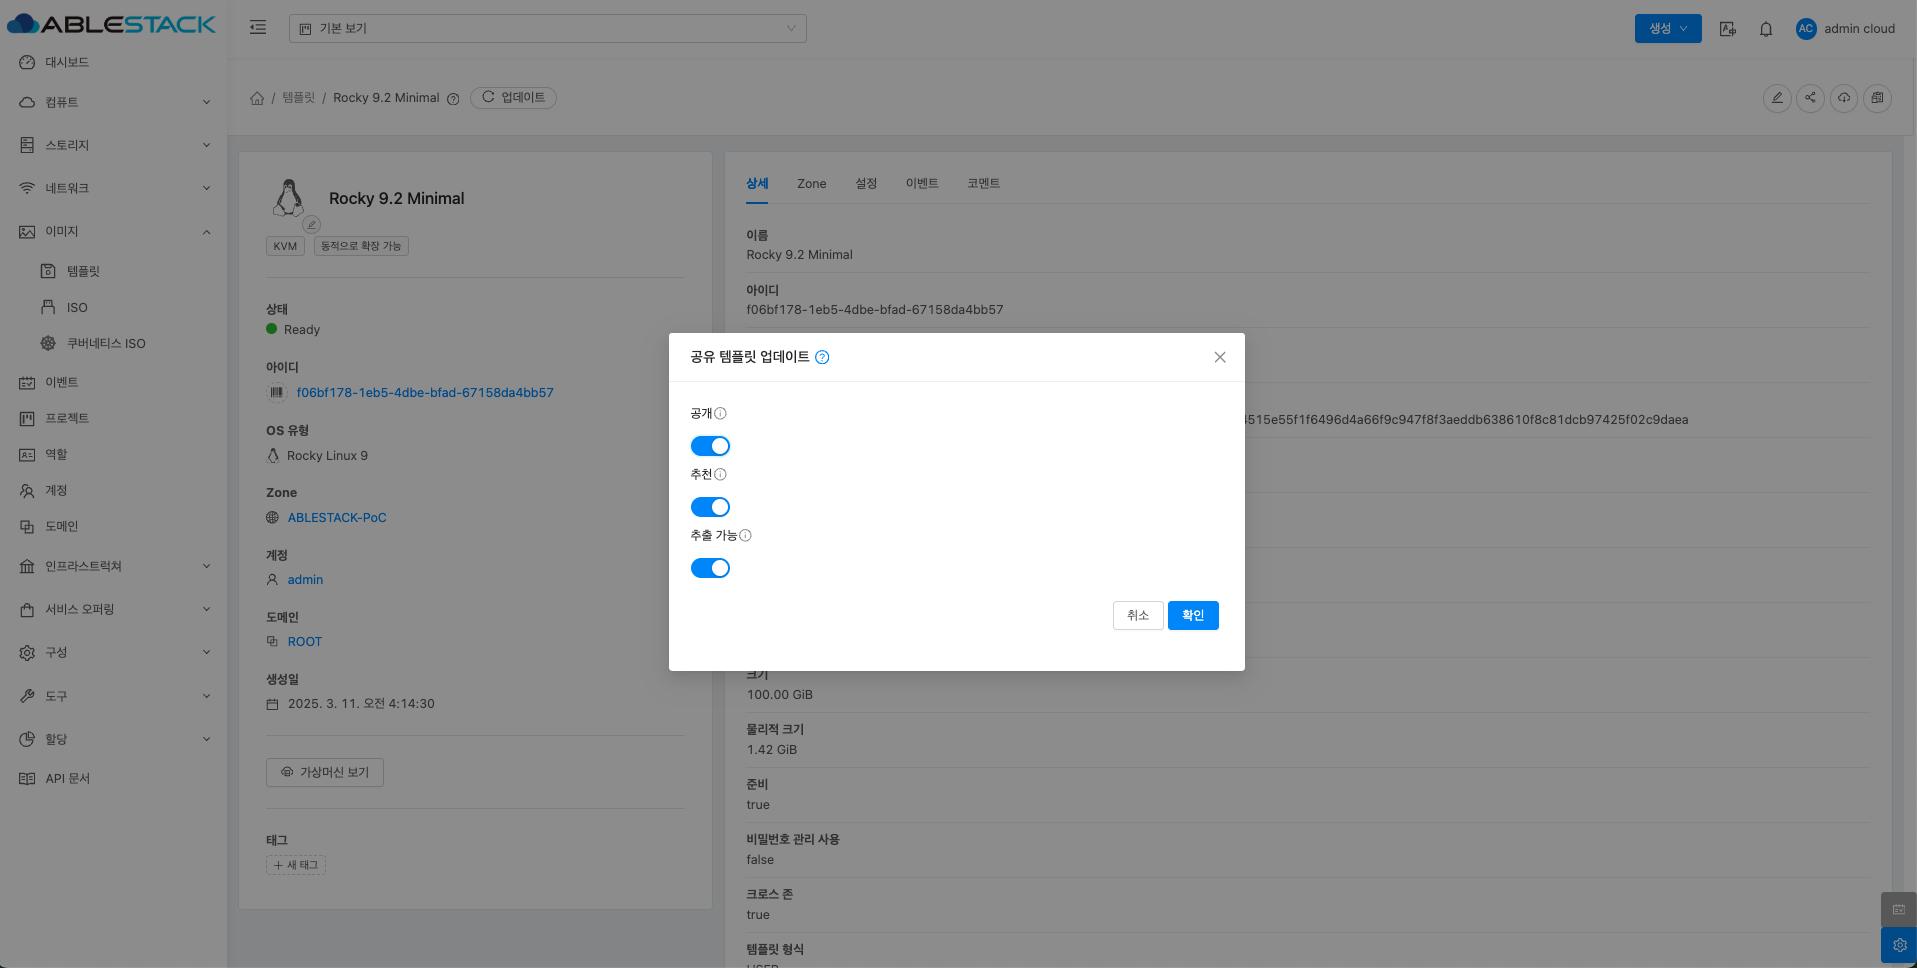 ABLESTACK
기본 보기
생성
AC
admin cloud
대시보드
컴퓨트
스토리지
네트워크
이미지
템플릿
ISO
쿠버네티스 ISO
이벤트
프로젝트
역할
계정
도메인
인프라스트럭쳐
서비스 오퍼링
구성
도구
할당
API 문서
/ 템플릿 / Rocky 9.2 Minimal
업데이트
Rocky 9.2 Minimal
KVM
동적으로 확장 가능
상태
Ready
아이디
f06bf178-1eb5-4dbe-bfad-67158da4bb57
OS 유형
Rocky Linux 9
Zone
ABLESTACK-PoC
계정
admin
도메인
ROOT
생성일
2025. 3. 11. 오전 4:14:30
가상머신 보기
태그
+ 새 태그
상세
Zone
설정
이벤트
코멘트
이름
Rocky 9.2 Minimal
아이디
f06bf178-1eb5-4dbe-bfad-67158da4bb57
4515e55f1f6496d4a66f9c947f8f3aeddb638610f8c81dcb97425f02c9daea
공유 템플릿 업데이트
공개
추천
추출 가능
취소
확인
크기
100.00 GiB
물리적 크기
1.42 GiB
준비
true
비밀번호 관리 사용
false
크로스 존
true
템플릿 형식
USER